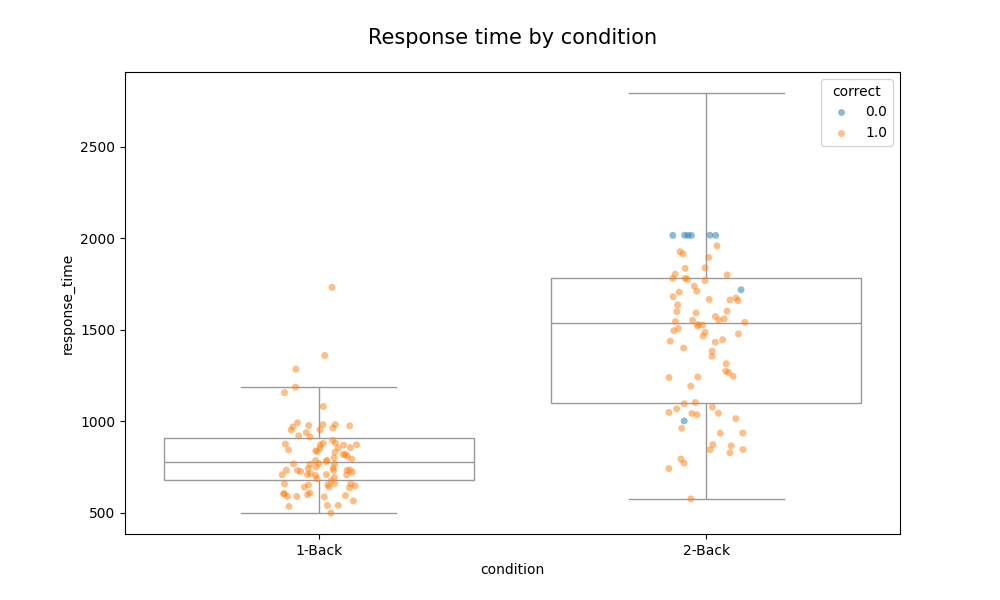 Response time by condition
correct
0.0
1.0
2500
2000
1500
1000
500
response_time
1-Back
2-Back
condition